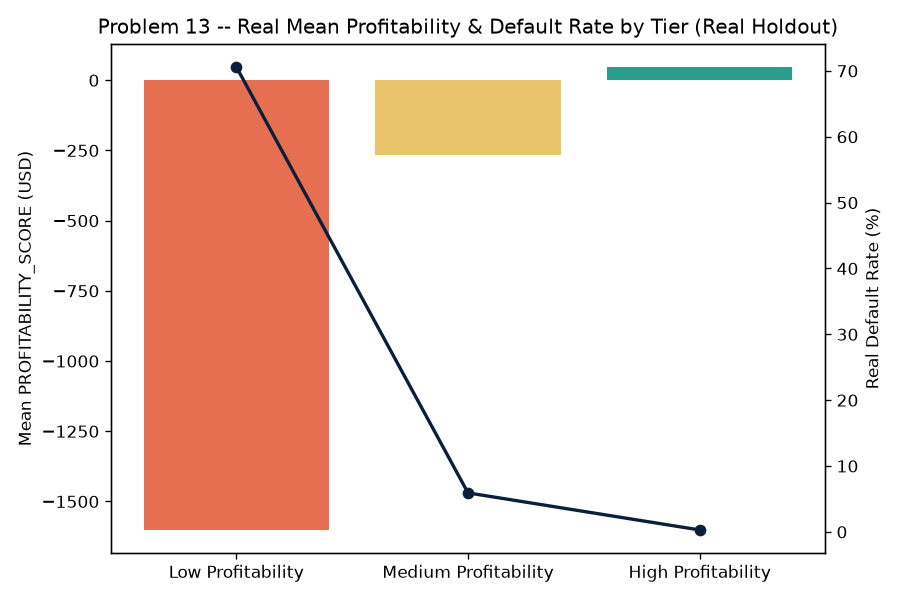 Problem 13 -- Real Mean Profitability & Default Rate by Tier (Real Holdout)
Mean PROFITABILITY_SCORE (USD)
0
−250
−500
−750
−1000
−1250
−1500
70
60
50
40
30
20
10
0
Real Default Rate (%)
Low Profitability
Medium Profitability
High Profitability